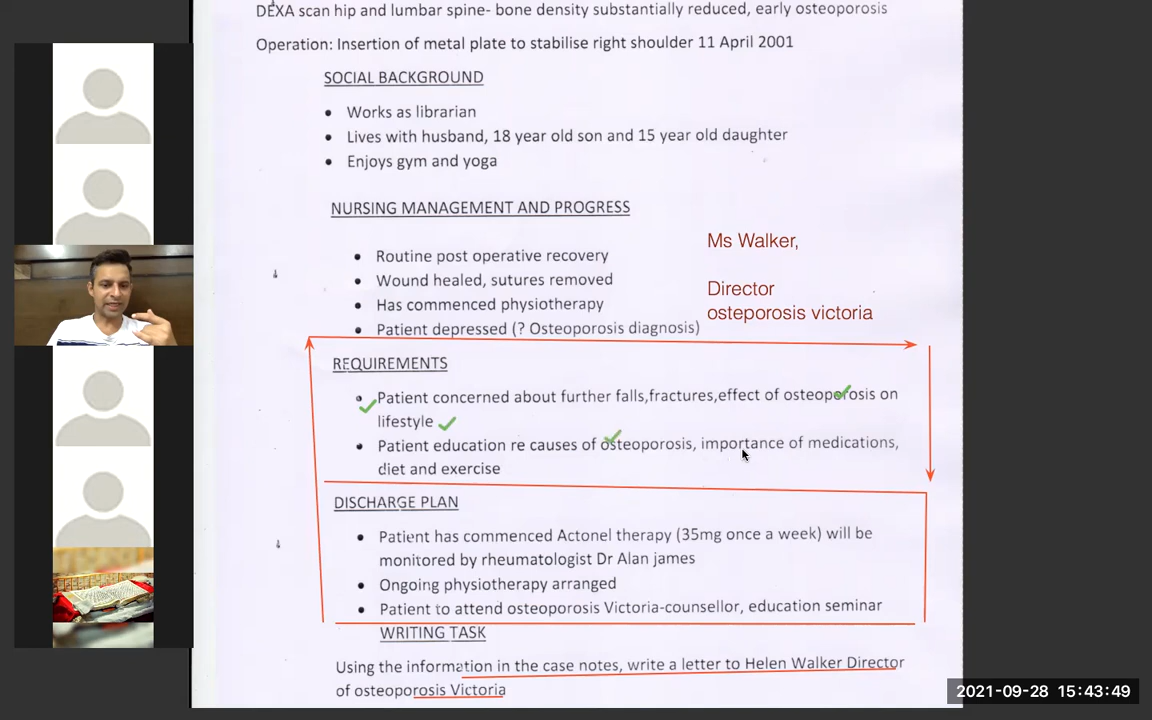 DEXA scan hip and lumbar spine- bone density substantially reduced, early osteoporosis
Operation: Insertion of metal plate to stabilise right shoulder 11 April 2001
SOCIAL BACKGROUND
• Works as librarian
• Lives with husband, 18 year old son and 15 year old daughter
• Enjoys gym and yoga
NURSING MANAGEMENT AND PROGRESS
Ms Walker,
• Routine post operative recovery
• Wound healed, sutures removed
Director
• Has commenced physiotherapy
osteporosis victoria
• Patient depressed (? Osteoporosis diagnosis)
REQUIREMENTS
• Patient concerned about further falls,fractures,effect of osteoporosis on
lifestyle
• Patient education re causes of osteoporosis, importance of medications,
diet and exercise
DISCHARGE PLAN
• Patient has commenced Actonel therapy (35mg once a week) will be
monitored by rheumatologist Dr Alan james
• Ongoing physiotherapy arranged
• Patient to attend osteoporosis Victoria-counsellor, education seminar
WRITING TASK
Using the information in the case notes, write a letter to Helen Walker Director
of osteoporosis Victoria
2021-09-28 15:43:49